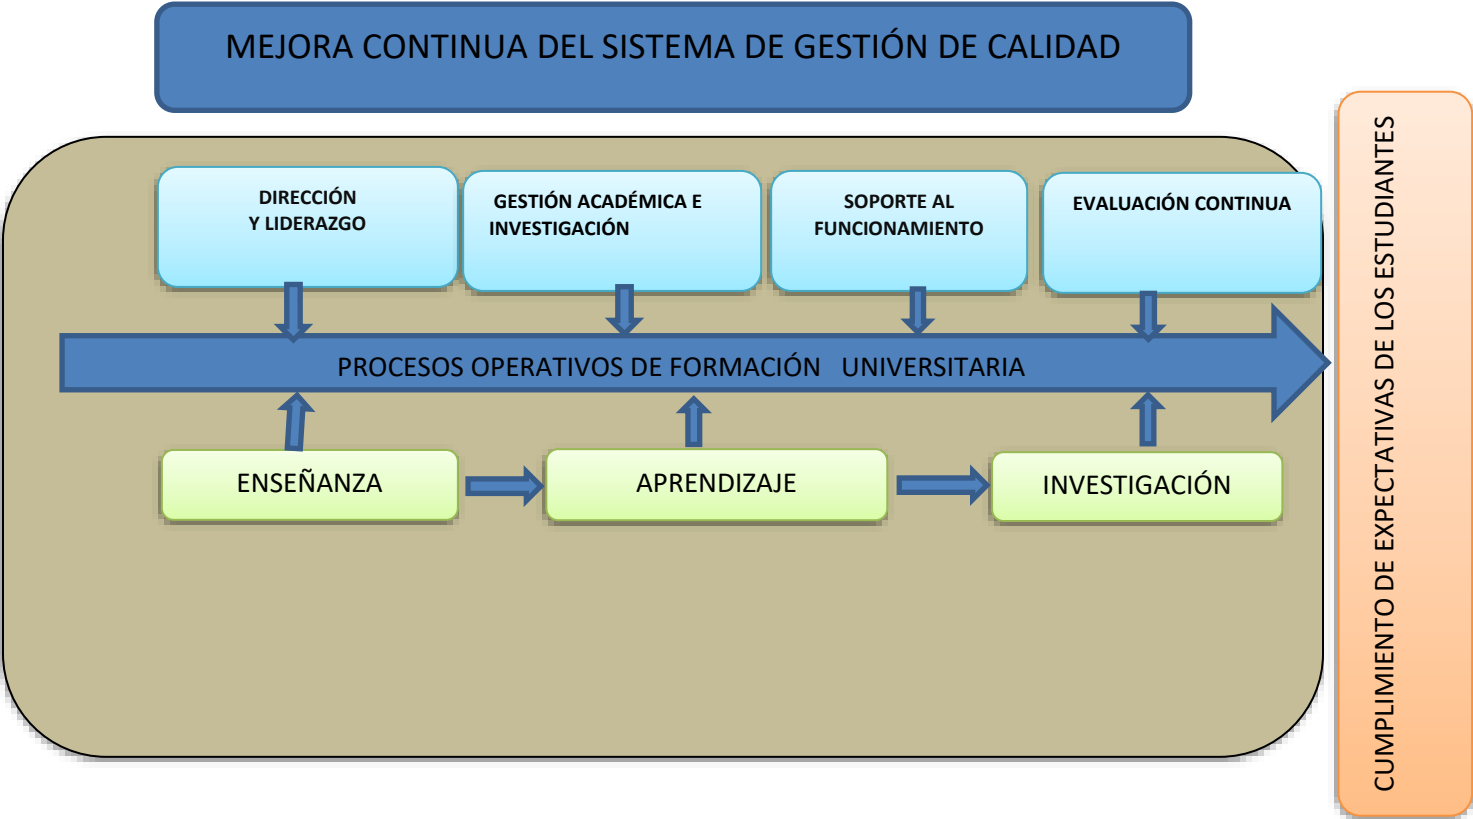 MEJORA CONTINUA DEL SISTEMA DE GESTIÓN DE CALIDAD
DIRECCIÓN
Y LIDERAZGO
GESTIÓN ACADÉMICA E
INVESTIGACIÓN
SOPORTE AL
FUNCIONAMIENTO
EVALUACIÓN CONTINUA
PROCESOS OPERATIVOS DE FORMACIÓN UNIVERSITARIA
ENSEÑANZA
APRENDIZAJE
INVESTIGACIÓN
CUMPLIMIENTO DE EXPECTATIVAS DE LOS ESTUDIANTES